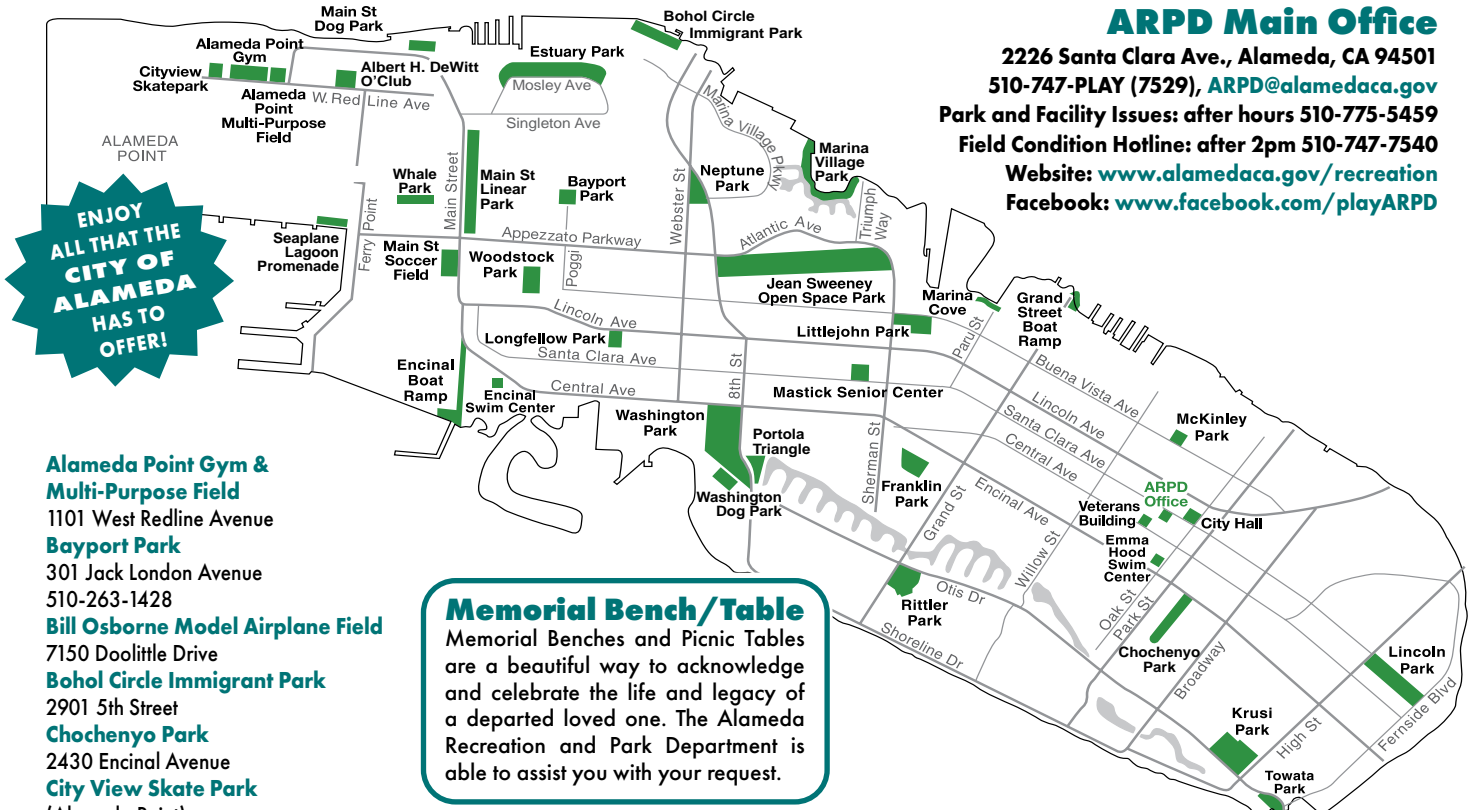 Main St
Dog Park
Bohol Circle
Immigrant Park
ARPD Main Office
2226 Santa Clara Ave., Alameda, CA 94501
510-747-PLAY (7529), ARPD@alamedaca.gov
Park and Facility Issues: after hours 510-775-5459
Field Condition Hotline: after 2pm 510-747-7540
Website: www.alamedaca.gov/recreation
Facebook: www.facebook.com/playARPD
Alameda Point
Gym
Cityview
Skatepark
Alameda
Point
Multi-Purpose
Field
Albert H. DeWitt
O'Club
W. Red Line Ave
Estuary Park
Mosley Ave
Singleton Ave
Marina Village Pkwy
ALAMEDA
POINT
Whale
Park
Main Street
Main St
Linear
Park
Bayport
Park
Webster St
Neptune
Park
Marina
Village
Park
Triumph
Way
Atlantic Ave
ENJOY
ALL THAT THE
CITY OF
ALAMEDA
HAS TO
OFFER!
Seaplane
Lagoon
Promenade
Ferry Point
Main St
Soccer
Field
Appezzato Parkway
Woodstock
Park
Poggi
Jean Sweeney
Open Space Park
Marina
Cove
Grand
Street
Boat
Ramp
Lincoln Ave
Longfellow Park
Santa Clara Ave
Littlejohn Park
Paru St
Encinal
Boat
Ramp
Encinal
Swim Center
Central Ave
8th St
Mastick Senior Center
Buena Vista Ave
Lincoln Ave
Santa Clara Ave
Central Ave
McKinley
Park
Washington
Park
Portola
Triangle
Washington
Dog Park
Sherman St
Franklin
Park
Grand St
Encinal Ave
Willow St
ARPD
Office
Veterans
Building
City Hall
Emma
Hood
Swim
Center
Rittler
Park
Otis Dr
Shoreline Dr
Oak St
Park St
Chochenyo
Park
Broadway
Lincoln
Park
Krusi
Park
High St
Fernside Blvd
Towata
Park
Alameda Point Gym &
Multi-Purpose Field
1101 West Redline Avenue
Bayport Park
301 Jack London Avenue
510-263-1428
Bill Osborne Model Airplane Field
7150 Doolittle Drive
Bohol Circle Immigrant Park
2901 5th Street
Chochenyo Park
2430 Encinal Avenue
City View Skate Park
(Alameda Point)
Memorial Bench/Table
Memorial Benches and Picnic Tables
are a beautiful way to acknowledge
and celebrate the life and legacy of
a departed loved one. The Alameda
Recreation and Park Department is
able to assist you with your request.